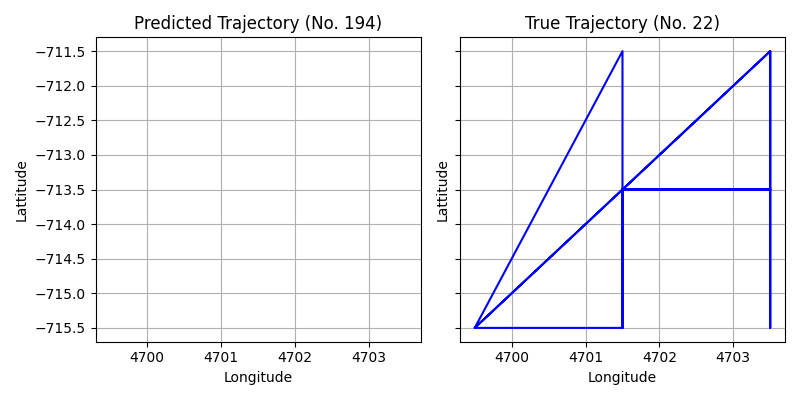 Predicted Trajectory (No. 194)
Lattitude
−711.5
−712.0
−712.5
−713.0
−713.5
−714.0
−714.5
−715.0
−715.5
4700
4701
4702
4703
Longitude
True Trajectory (No. 22)
Lattitude
4700
4701
4702
4703
Longitude